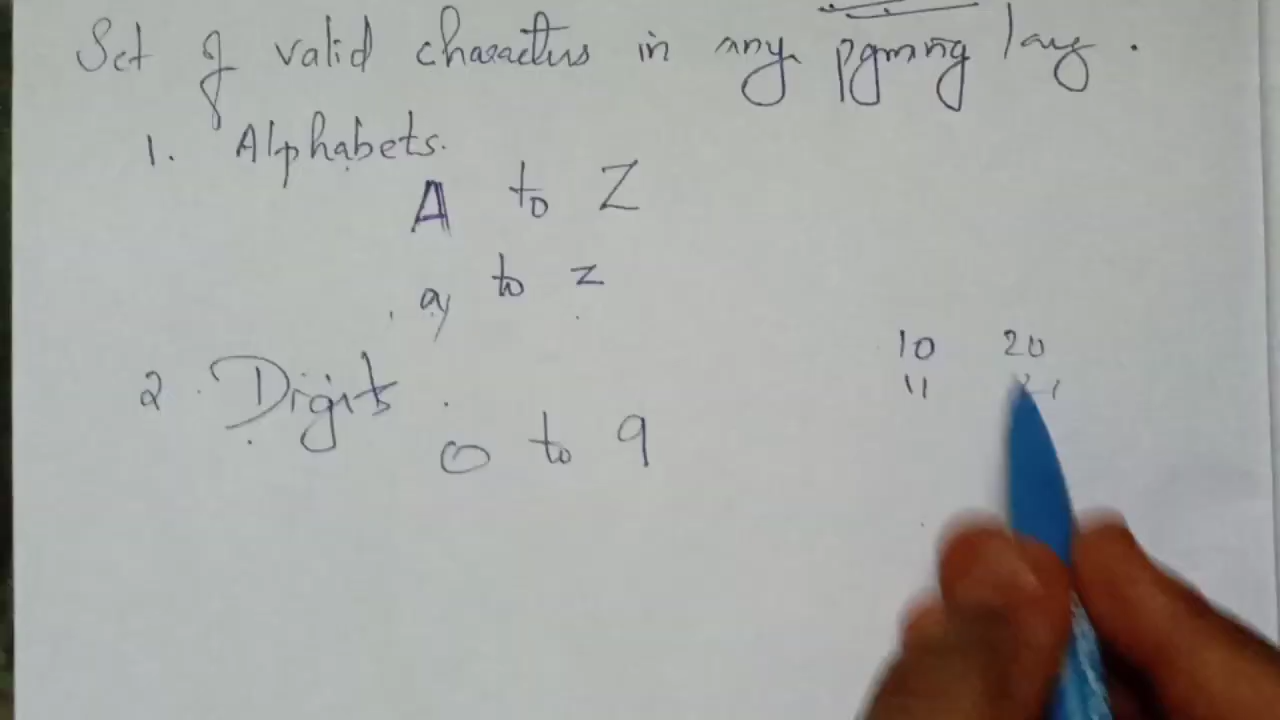 Set of valid characters in any pgming lang.
1. Alphabets.
A to Z
a to z
2. Digits
0 to 9
10 20
11 21